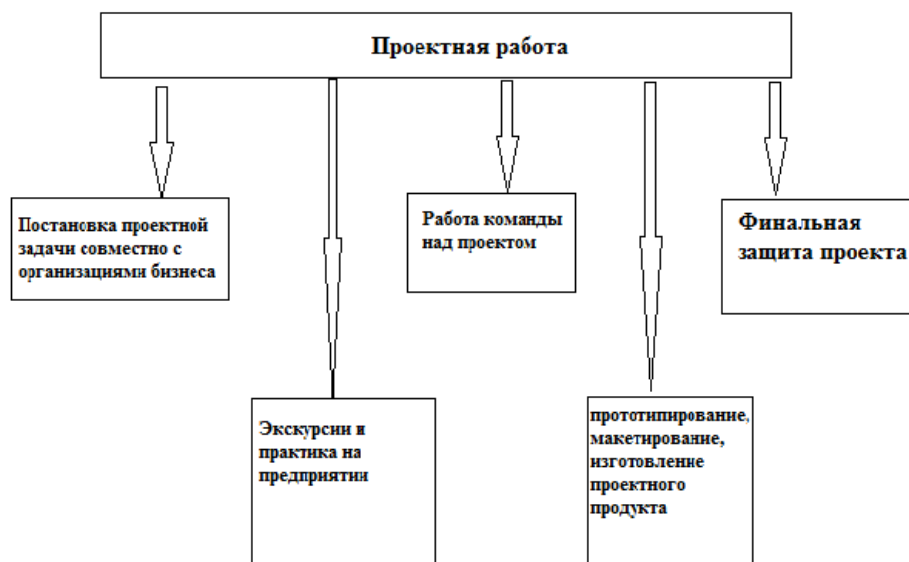 Проектная работа
Постановка проектной
задачи совместно с
организациями бизнеса
Работа команды
над проектом
Финальная
защита проекта
Экскурсии и
практика на
предприятии
прототипирование,
макетирование,
изготовление
проектного
продукта